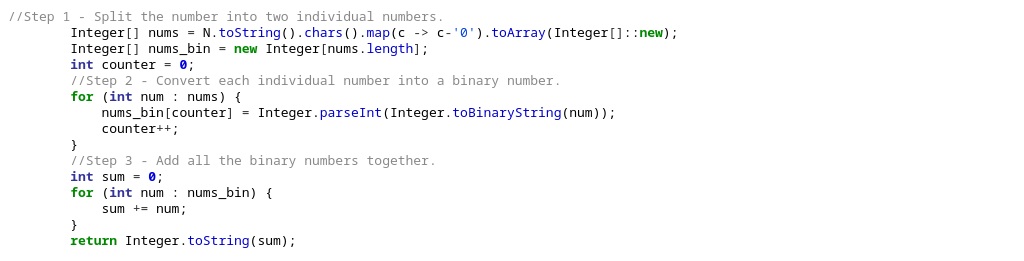 //Step 1 - Split the number into two individual numbers.
        Integer[] nums = N.toString().chars().map(c -> c-'0').toArray(Integer[]::new);
        Integer[] nums_bin = new Integer[nums.length];
        int counter = 0;
        //Step 2 - Convert each individual number into a binary number.
        for (int num : nums) {
            nums_bin[counter] = Integer.parseInt(Integer.toBinaryString(num));
            counter++;
        }
        //Step 3 - Add all the binary numbers together.
        int sum = 0;
        for (int num : nums_bin) {
            sum += num;
        }
        return Integer.toString(sum);